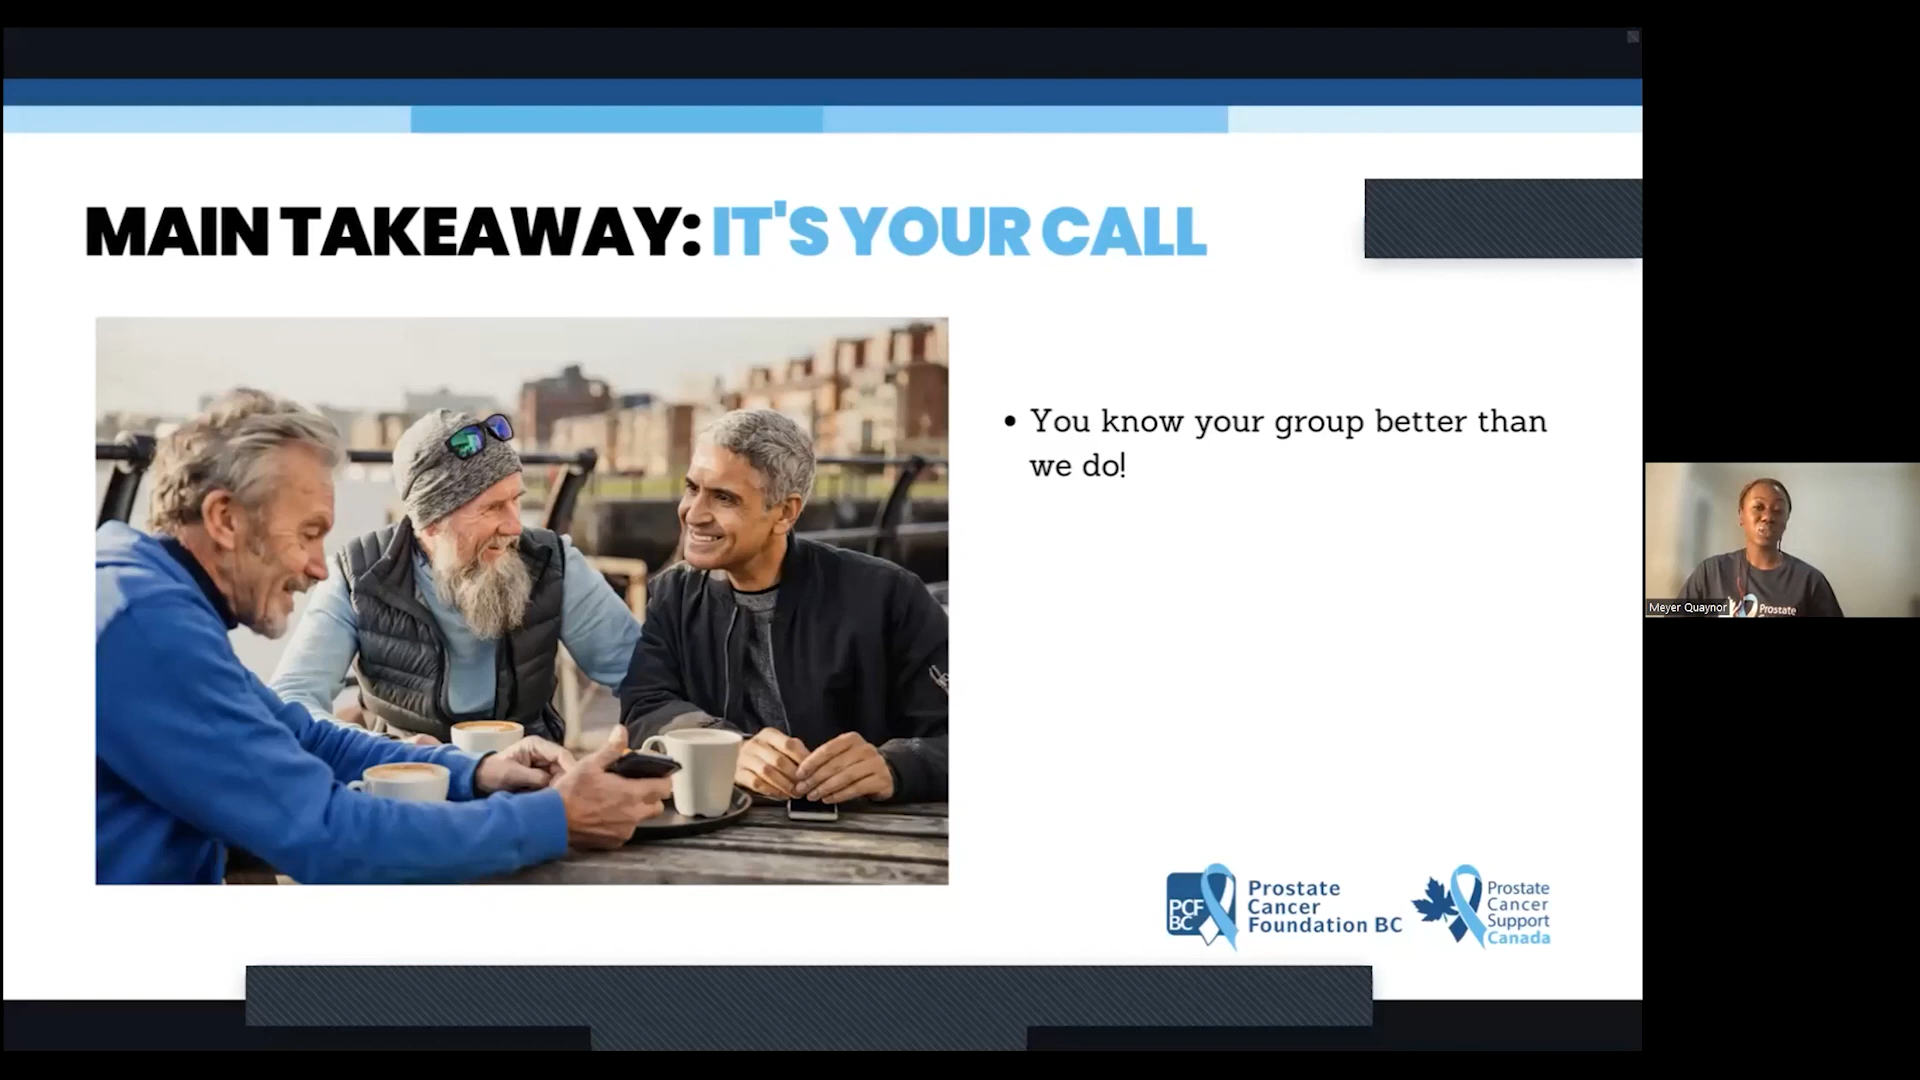 MAIN TAKEAWAY: IT'S YOUR CALL
• You know your group better than
we do!
Meyer Quaynor
Prostate
PCF
BC
Prostate
Cancer
Foundation BC
Prostate
Cancer
Support
Canada